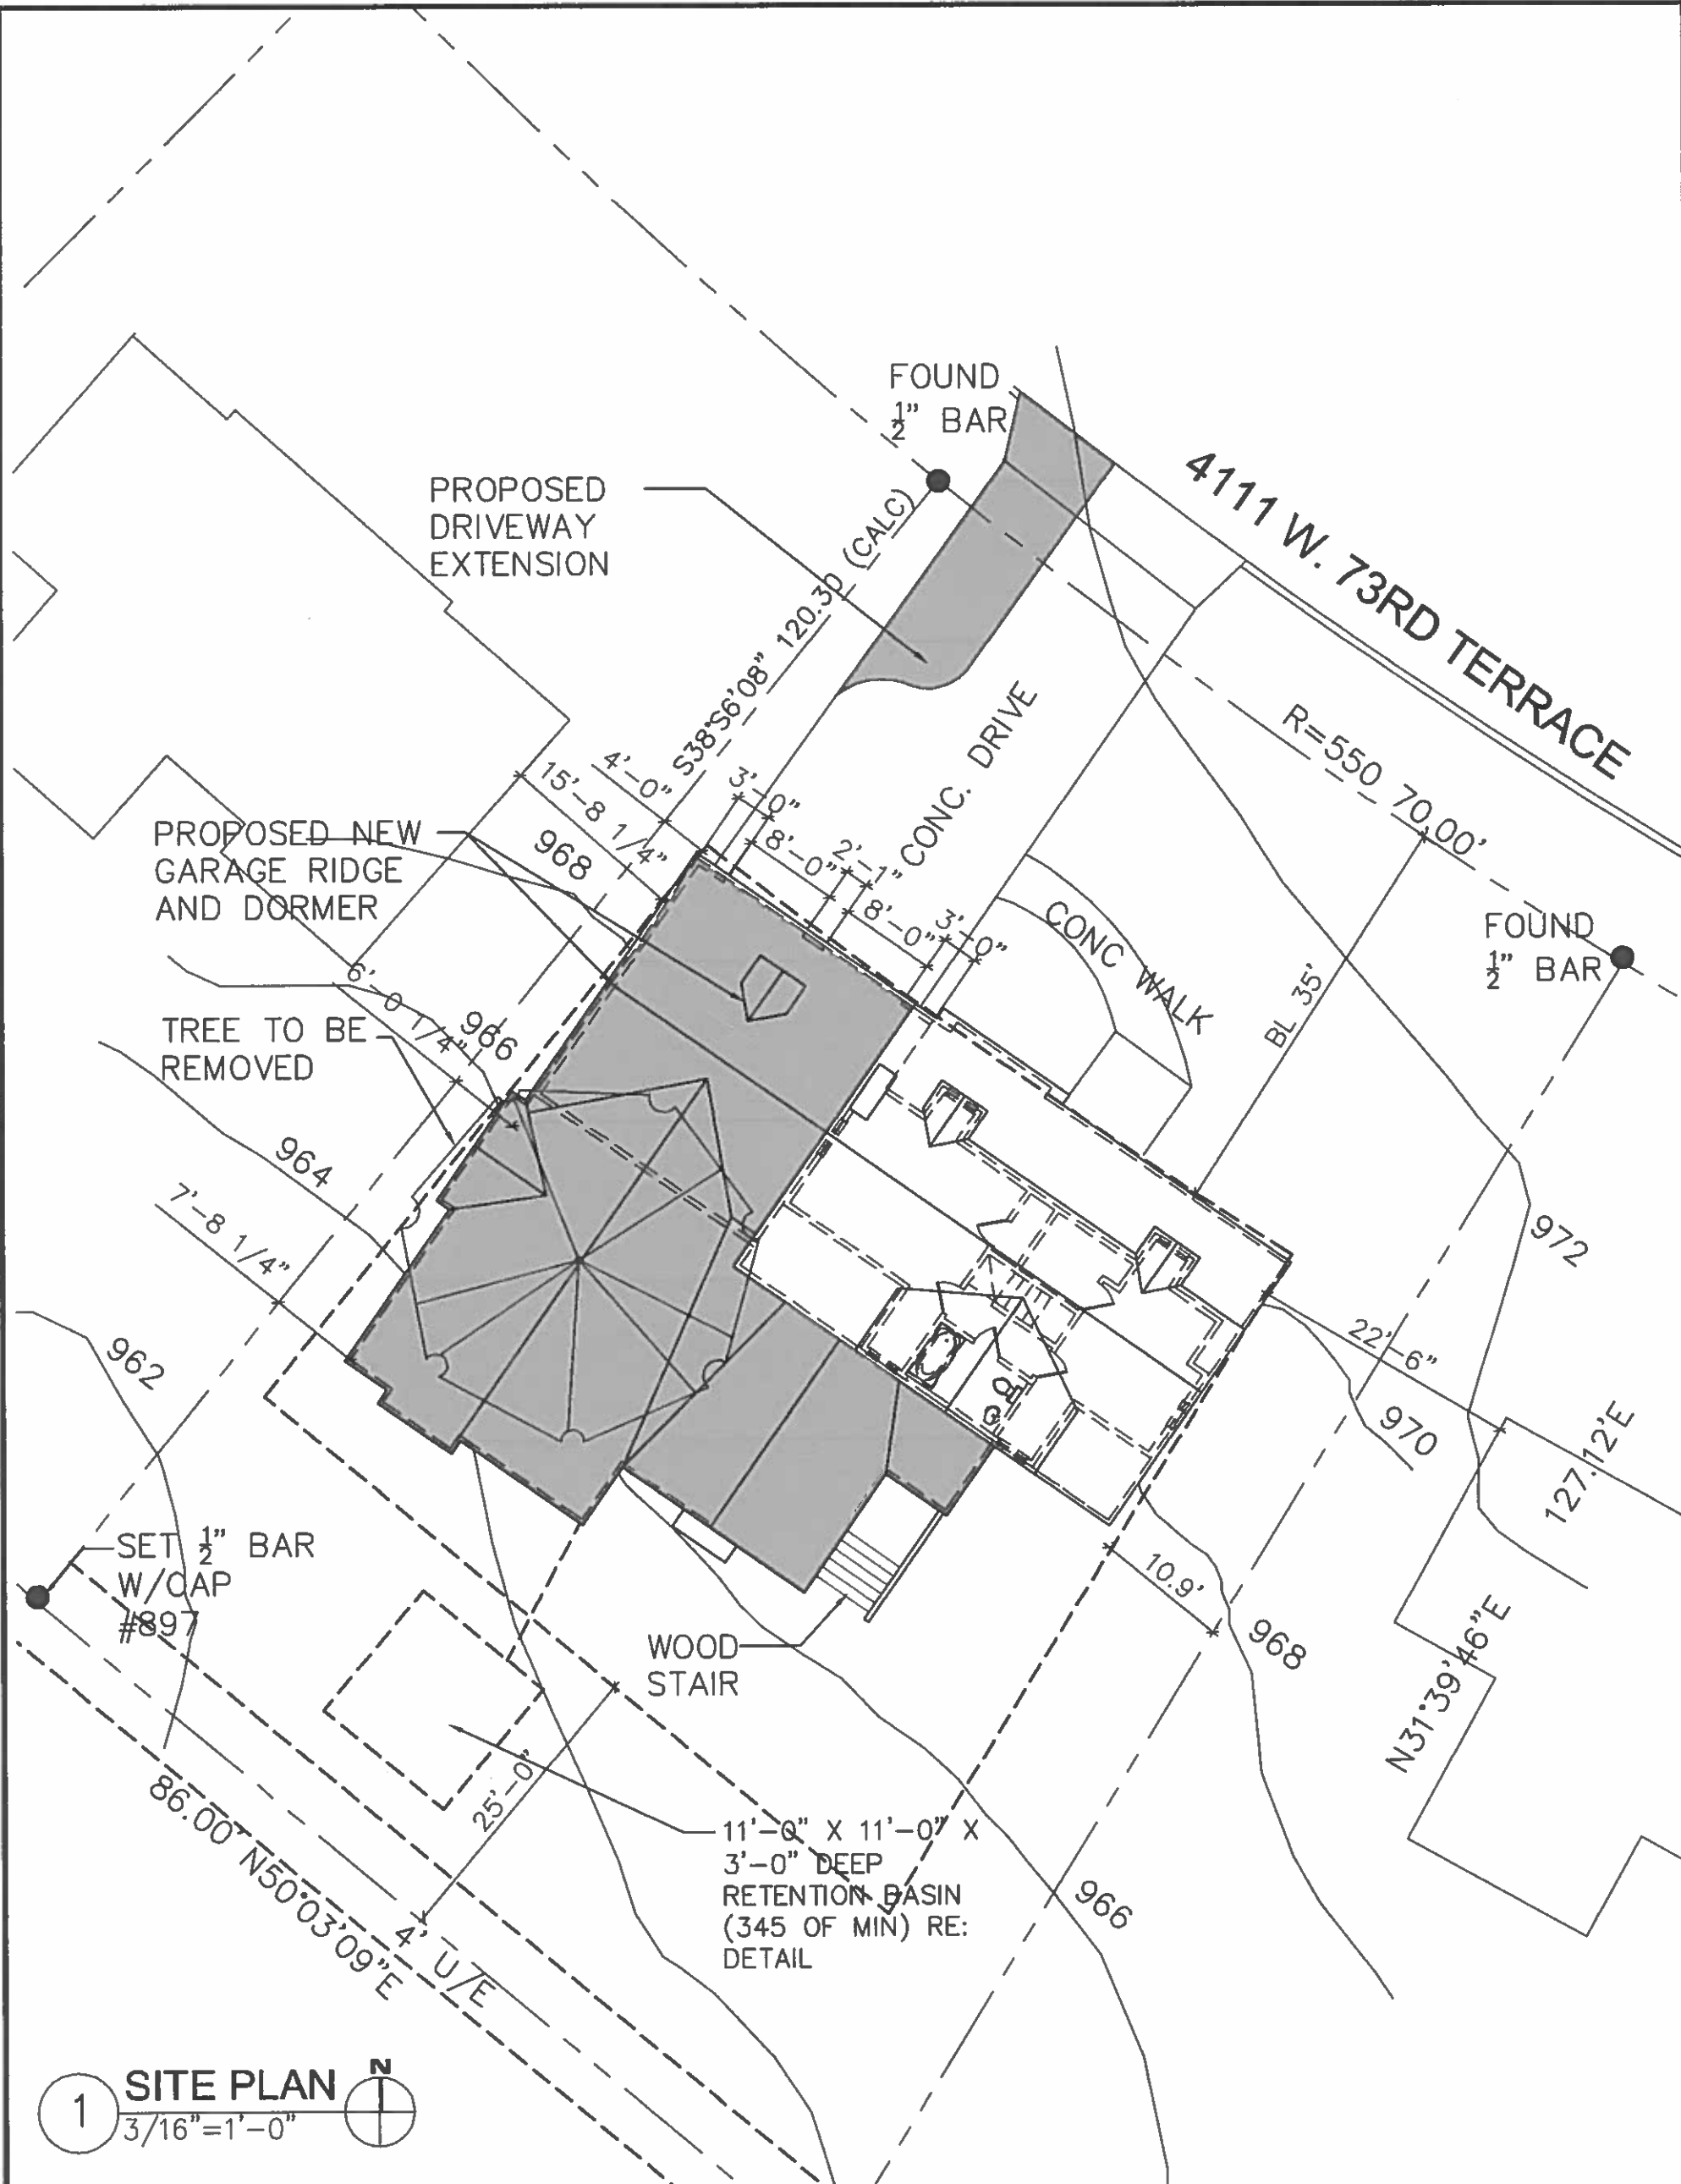 FOUND
½" BAR
4111 W. 73RD TERRACE
PROPOSED
DRIVEWAY
EXTENSION
S38°S6'08" 120.30 (CALC)
CONC. DRIVE
R=550 70.00'
4'-0"
3'-0"
15'-8 1/4"
8'-0"
2'-1"
8'-0"
3'-0"
PROPOSED NEW
GARAGE RIDGE
AND DORMER
968
CONC WALK
FOUND
½" BAR
BL 35'
6'-0 1/4"
966
TREE TO BE
REMOVED
964
7'-8 1/4"
972
962
22'-6"
970
127.12'E
SET ½" BAR
W/CAP
#897
10.9'
968
WOOD
STAIR
N31°39'46"E
25'-0"
86.00' N50°03'09"E
11'-0" X 11'-0" X
3'-0" DEEP
RETENTION BASIN
(345 OF MIN) RE:
DETAIL
966
4' U/E
N
1
SITE PLAN
3/16"=1'-0"